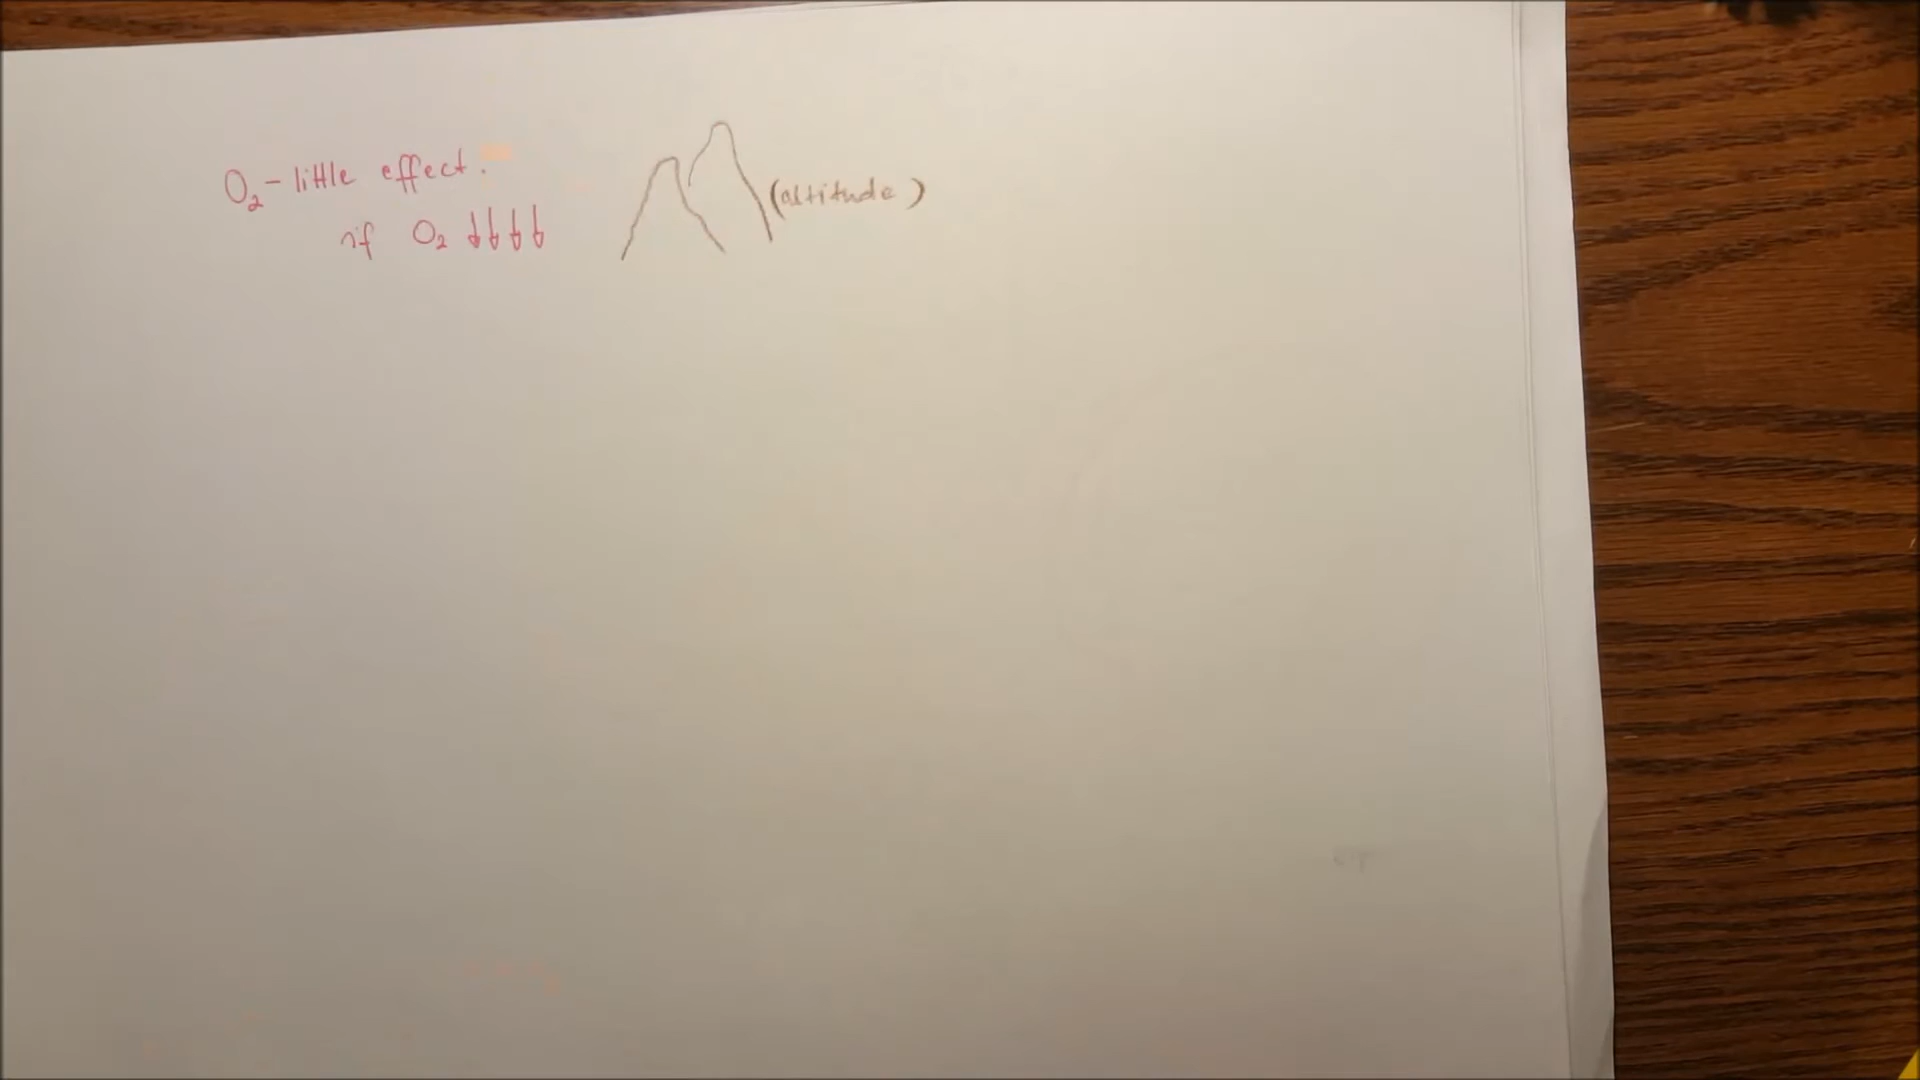 O₂ - little effect.
if O₂ ↓↓↓↓
(altitude)